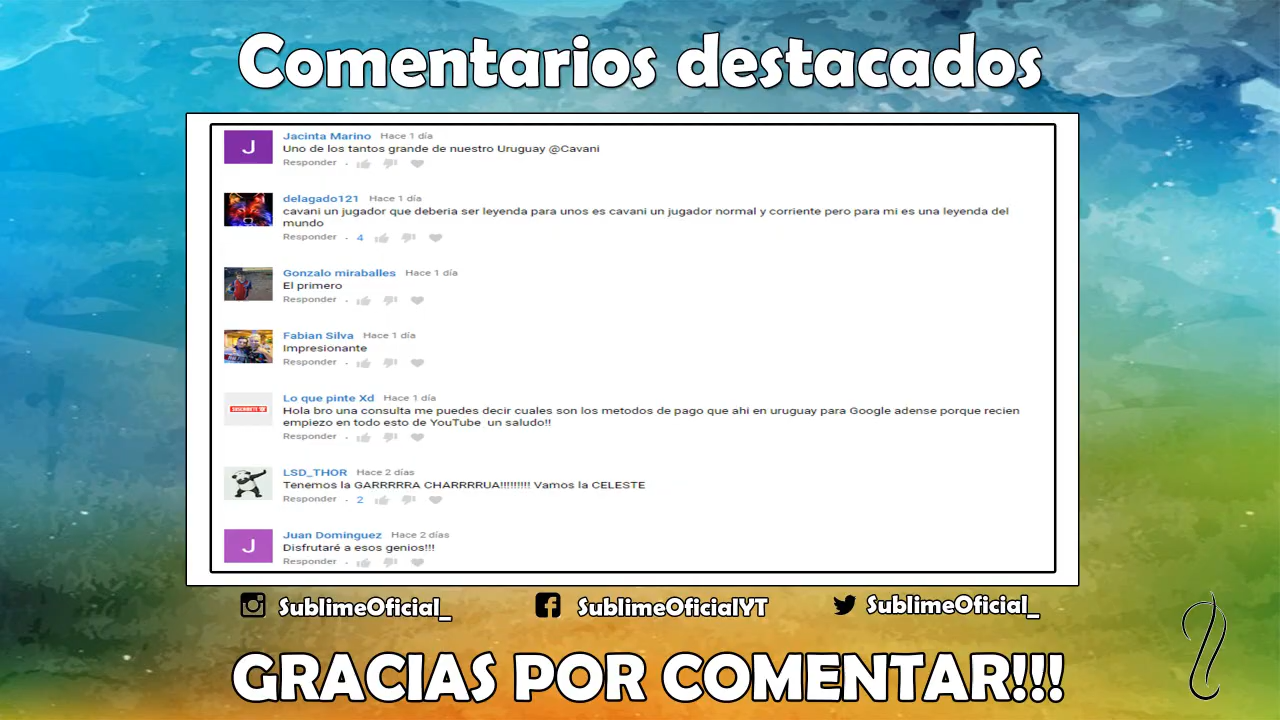 Comentarios destacados
J
Jacinta Marino Hace 1 día
Uno de los tantos grande de nuestro Uruguay @Cavani
Responder -
delagado121 Hace 1 día
cavani un jugador que deberia ser leyenda para unos es cavani un jugador normal y corriente pero para mi es una leyenda del
mundo
Responder - 4
Gonzalo miraballes Hace 1 día
El primero
Responder -
Fabian Silva Hace 1 día
Impresionante
Responder -
Lo que pinte Xd Hace 1 día
SUSCRIBETE
Hola bro una consulta me puedes decir cuales son los metodos de pago que ahi en uruguay para Google adense porque recien
empiezo en todo esto de YouTube un saludo!!
Responder -
LSD_THOR Hace 2 días
Tenemos la GARRRRRA CHARRRRUA!!!!!!!!! Vamos la CELESTE
Responder - 2
J
Juan Dominguez Hace 2 días
Disfrutaré a esos genios!!!
Responder -
SublimeOficial_ SublimeOficialYT SublimeOficial_
GRACIAS POR COMENTAR!!!